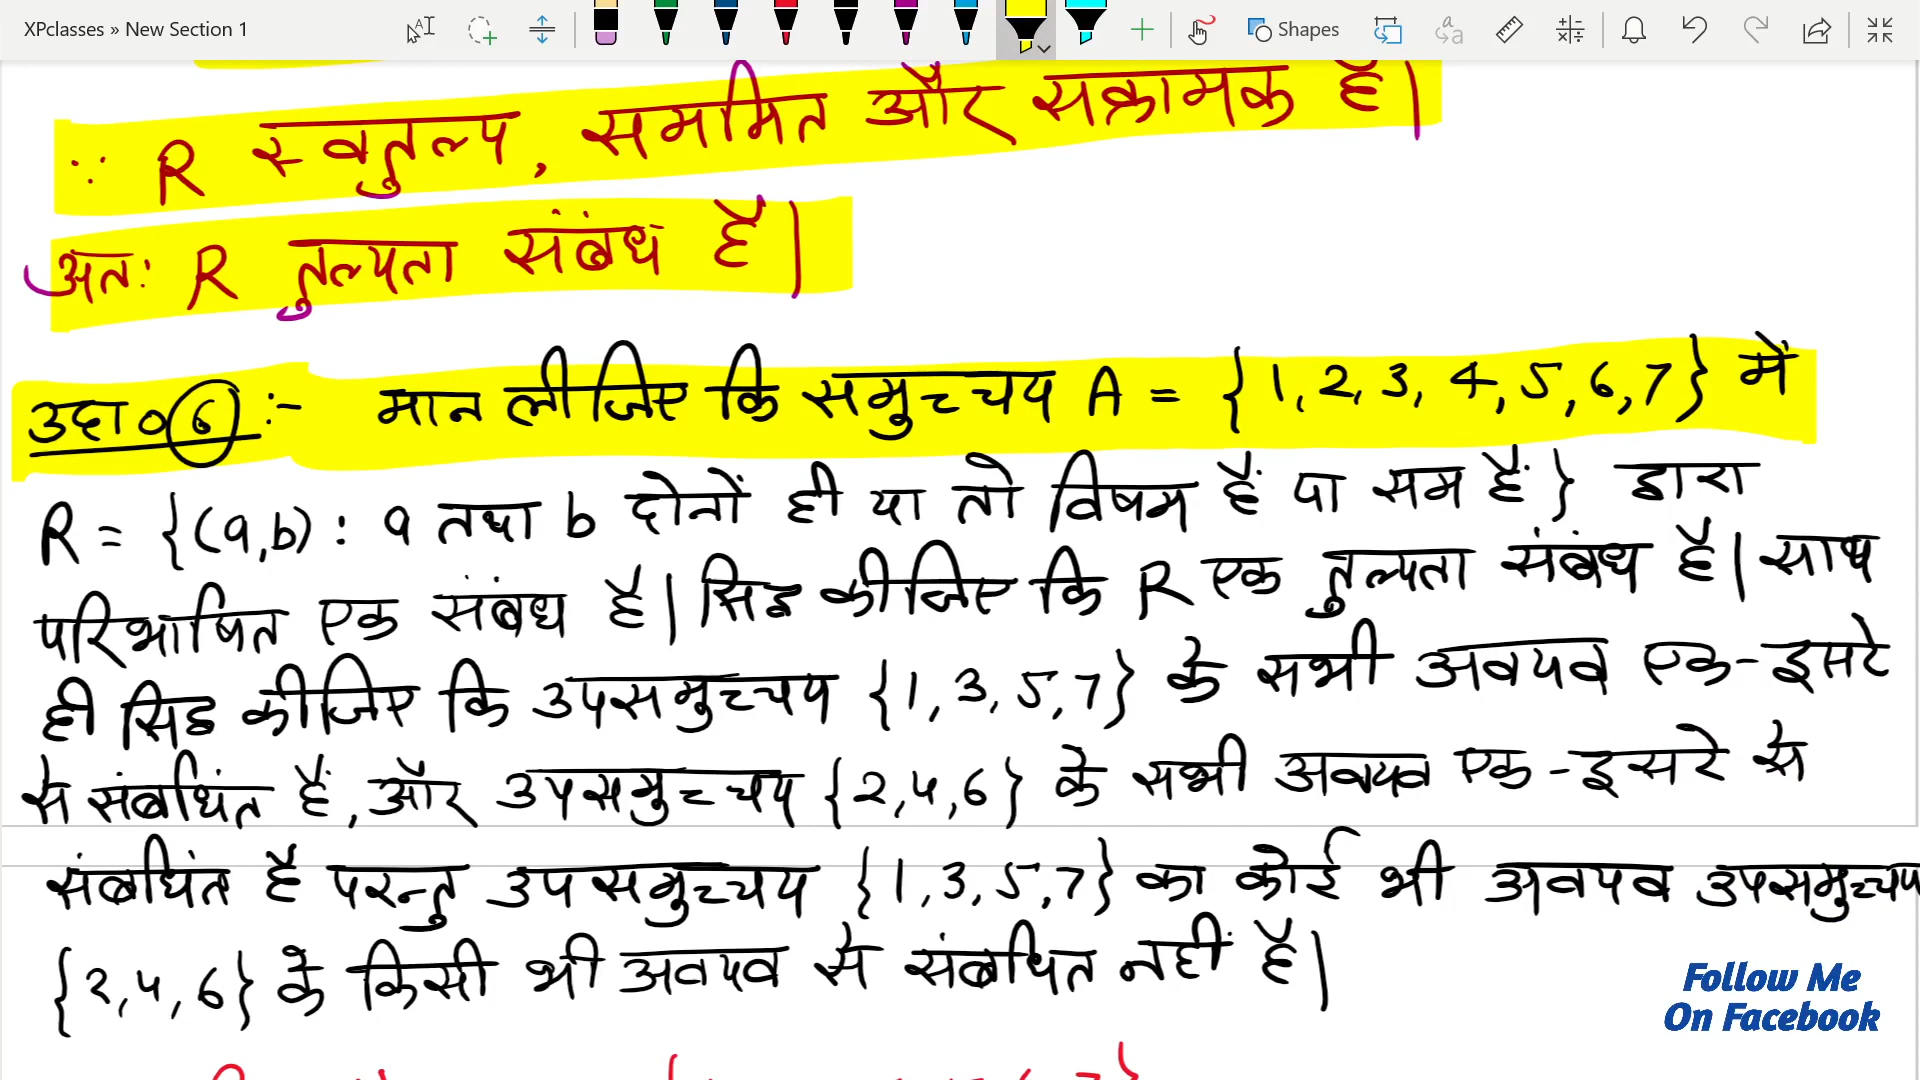 XPclasses » New Section 1
Shapes
∵ R स्वतुल्य, सममित और सक्रामक है|
अतः R तुल्यता संबंध है|
उदा० 6 :- मान लीजिए कि समुच्चय A = {1, 2, 3, 4, 5, 6, 7} में
R = {(a,b) : a तथा b दोनों ही या तो विषम हैं या सम हैं} द्वारा
परिभाषित एक संबंध है| सिद्ध कीजिए कि R एक तुल्यता संबंध है| साथ
ही सिद्ध कीजिए कि उपसमुच्चय {1, 3, 5, 7} के सभी अवयव एक-दूसरे
से संबंधित हैं, और उपसमुच्चय {2,4,6} के सभी अवयव एक-दूसरे से
संबंधित है परन्तु उपसमुच्चय {1,3,5,7} का कोई भी अवयव उपसमुच्चय
{2,4,6} के किसी भी अवयव से संबंधित नहीं है|
Follow Me
On Facebook